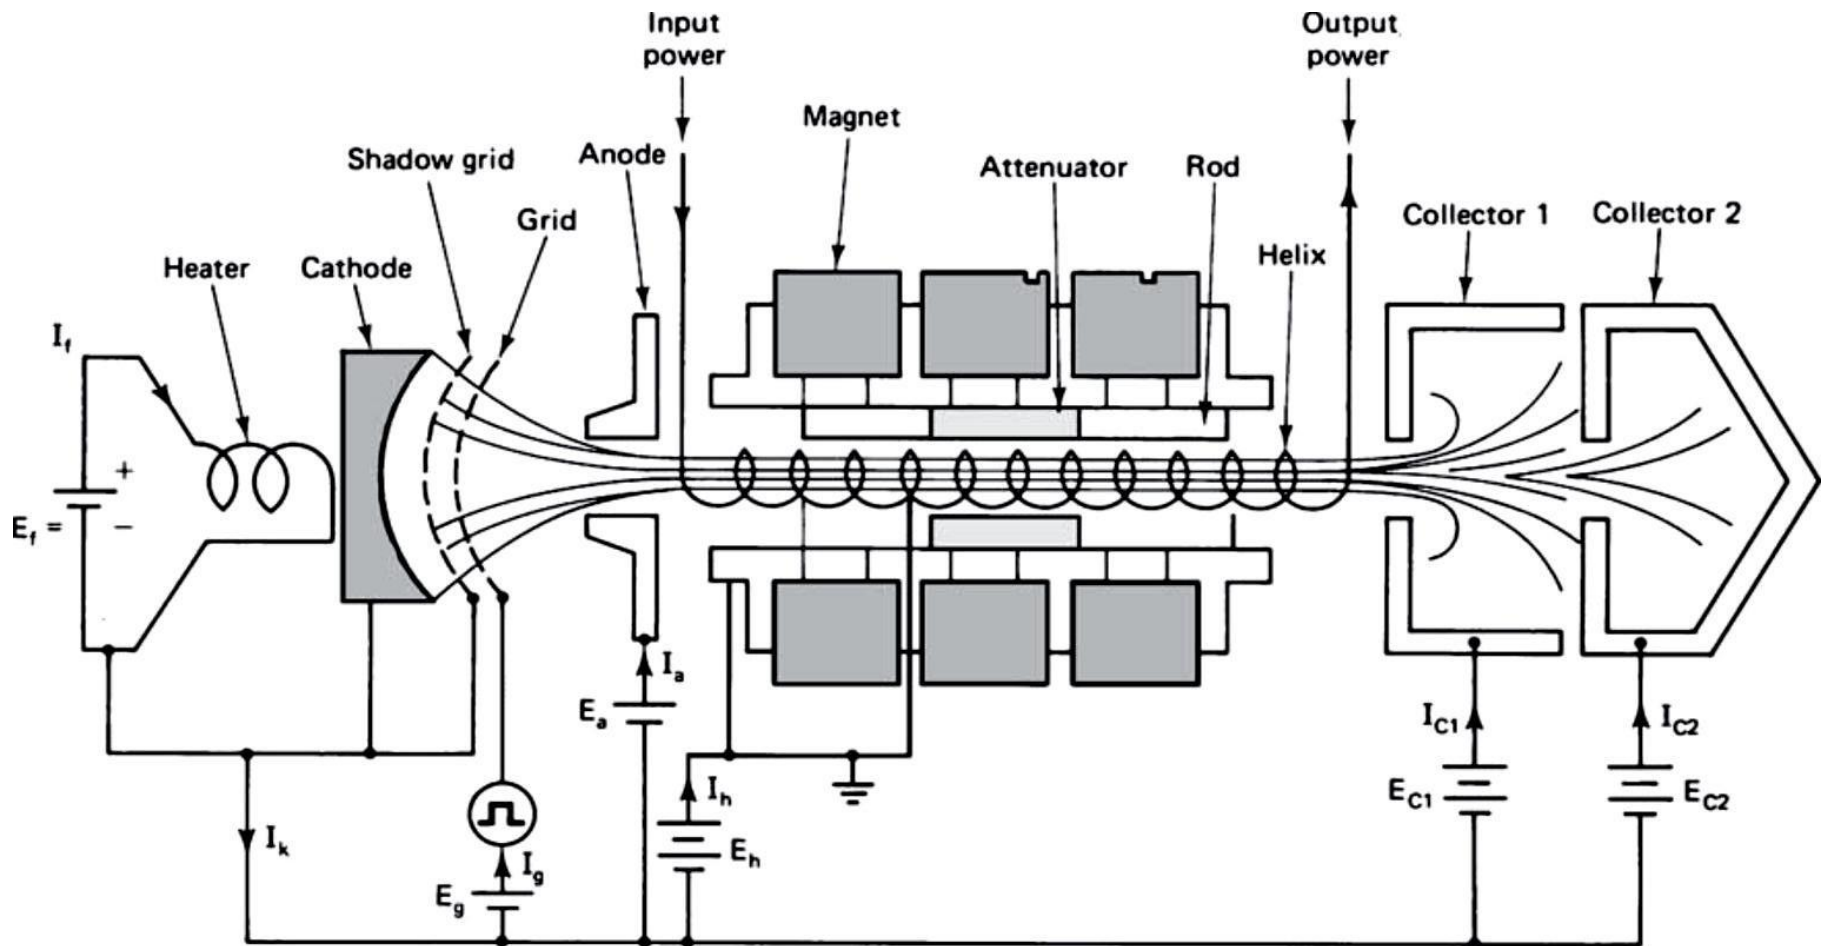 Input
power
Output
power
Magnet
Shadow grid
Anode
Attenuator
Rod
Grid
Collector 1
Collector 2
Heater
Cathode
Helix
I_f
+
E_f =
−
I_a
E_a
I_C1
I_C2
I_h
E_C1
E_C2
I_k
E_h
I_g
E_g